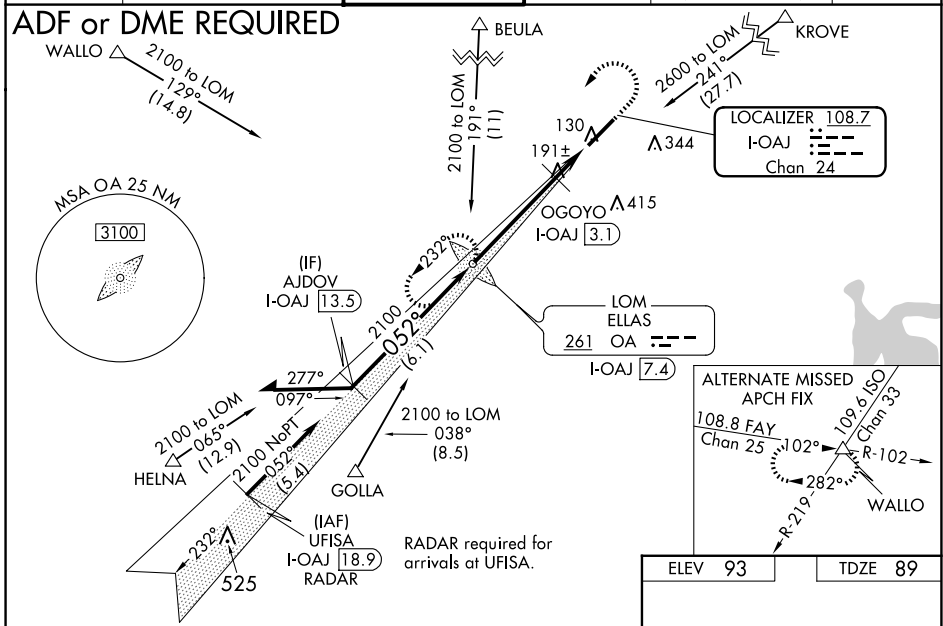 ADF or DME REQUIRED
WALLO
2100 to LOM
129°
(14.8)
BEULA
2100 to LOM
191°
(11)
KROVE
2600 to LOM
241°
(27.7)
LOCALIZER 108.7
I-OAJ
Chan 24
130
344
191±
415
OGOYO
I-OAJ 3.1
MSA OA 25 NM
3100
232°
(IF)
AJDOV
I-OAJ 13.5
2100
052°
(6.1)
LOM
ELLAS
261 OA
I-OAJ 7.4
277°
097°
2100 to LOM
065°
(12.9)
HELNA
2100 NoPT
052°
(5.4)
2100 to LOM
038°
(8.5)
GOLLA
(IAF)
UFISA
I-OAJ 18.9
RADAR
232°
525
RADAR required for
arrivals at UFISA.
ALTERNATE MISSED
APCH FIX
108.8 FAY
Chan 25
109.6 ISO
Chan 33
102°
R-102
282°
WALLO
R-219
ELEV 93
TDZE 89